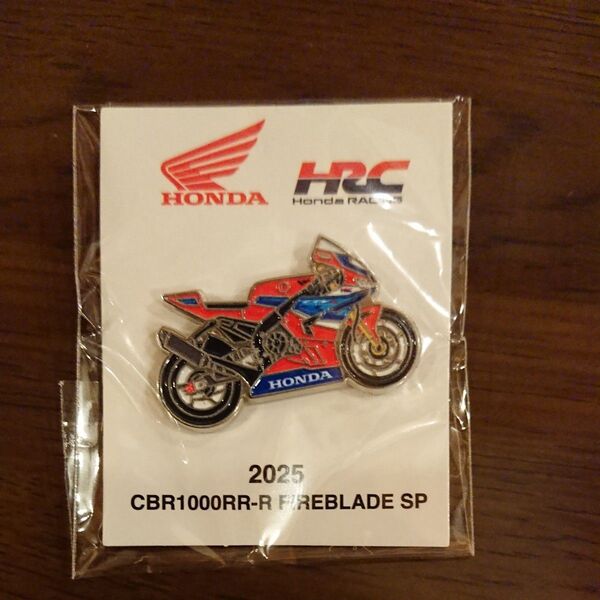 HONDA
HRC
Honda RACING
HONDA
2025
CBR1000RR-R FIREBLADE SP